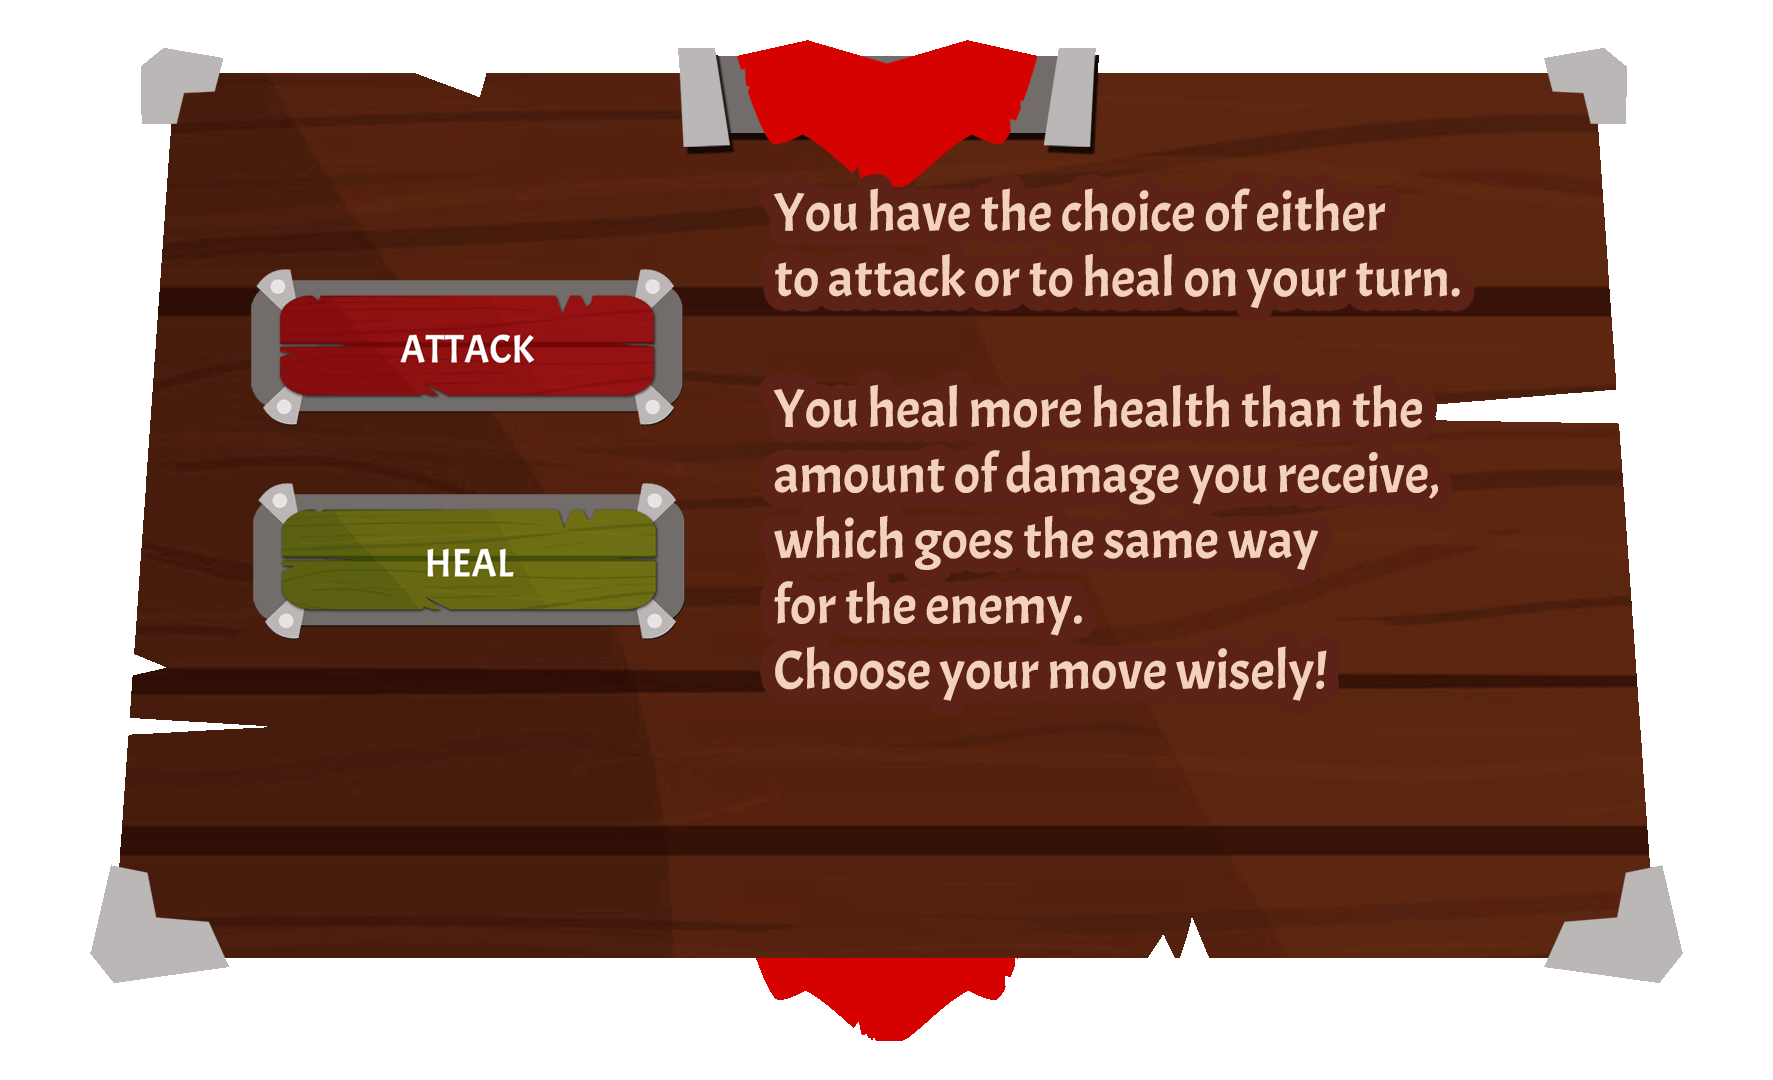 ATTACK
HEAL
You have the choice of either
to attack or to heal on your turn.
You heal more health than the
amount of damage you receive,
which goes the same way
for the enemy.
Choose your move wisely!